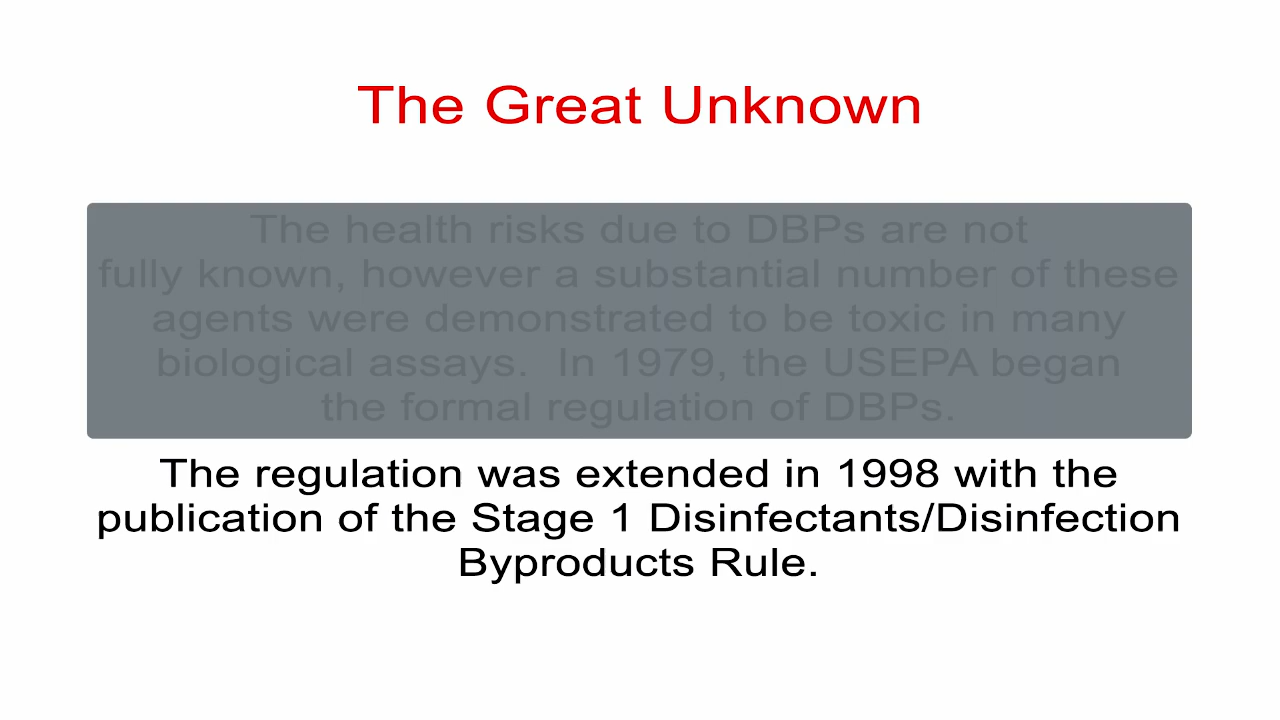 The Great Unknown
The health risks due to DBPs are not
fully known, however a substantial number of these
agents were demonstrated to be toxic in many
biological assays.  In 1979, the USEPA began
the formal regulation of DBPs.
The regulation was extended in 1998 with the
publication of the Stage 1 Disinfectants/Disinfection
Byproducts Rule.